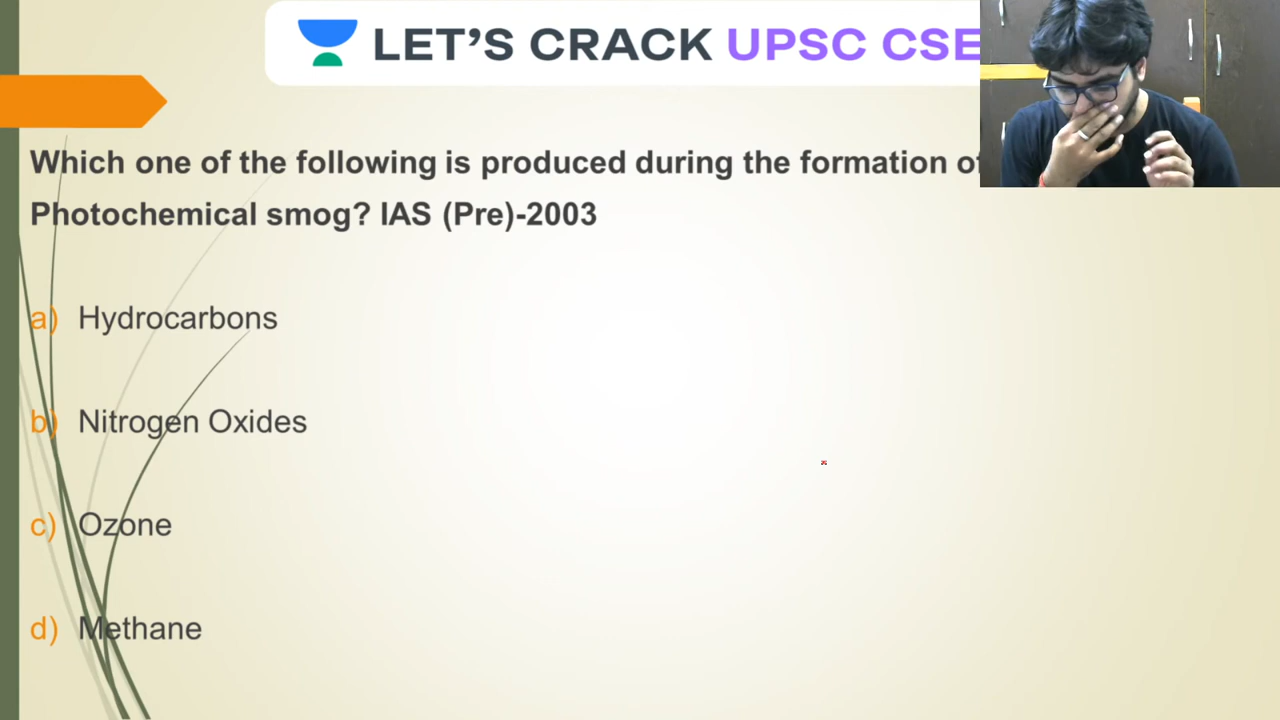 LET'S CRACK UPSC CSE
Which one of the following is produced during the formation of
Photochemical smog? IAS (Pre)-2003
a) Hydrocarbons
b) Nitrogen Oxides
c) Ozone
d) Methane